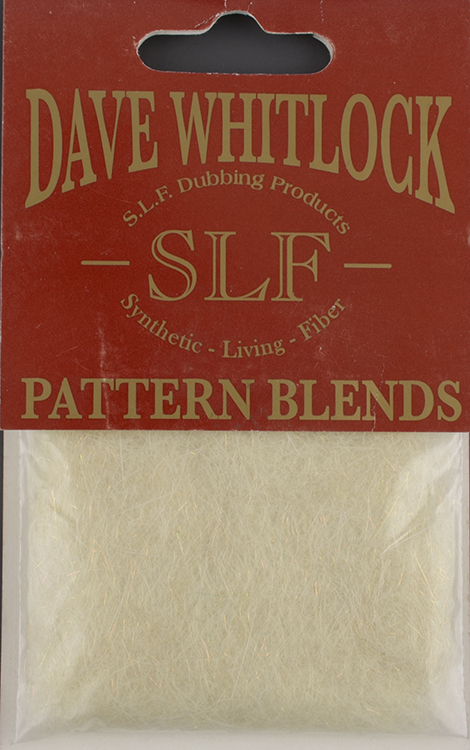 DAVE WHITLOCK
S.L.F. Dubbing Products
- SLF -
Synthetic - Living - Fiber
PATTERN BLENDS